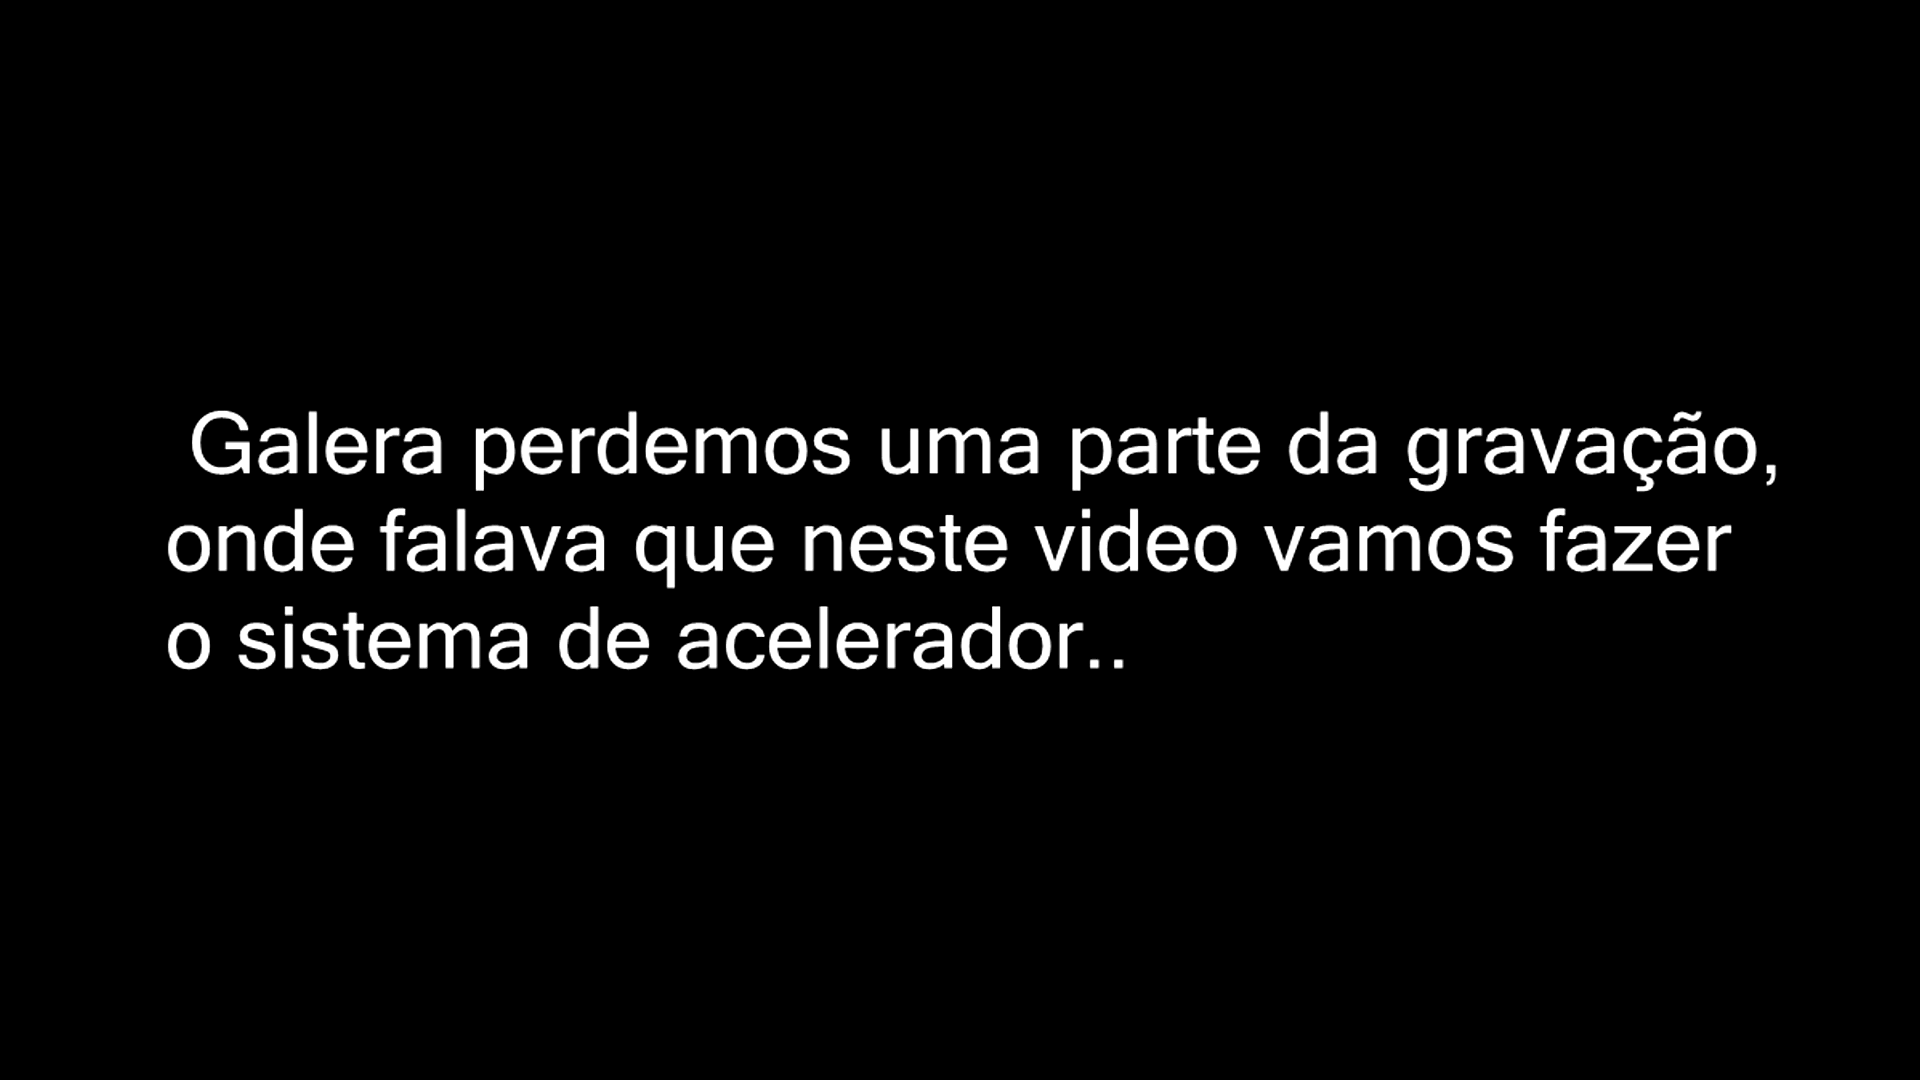 Galera perdemos uma parte da gravação,
onde falava que neste video vamos fazer
o sistema de acelerador..